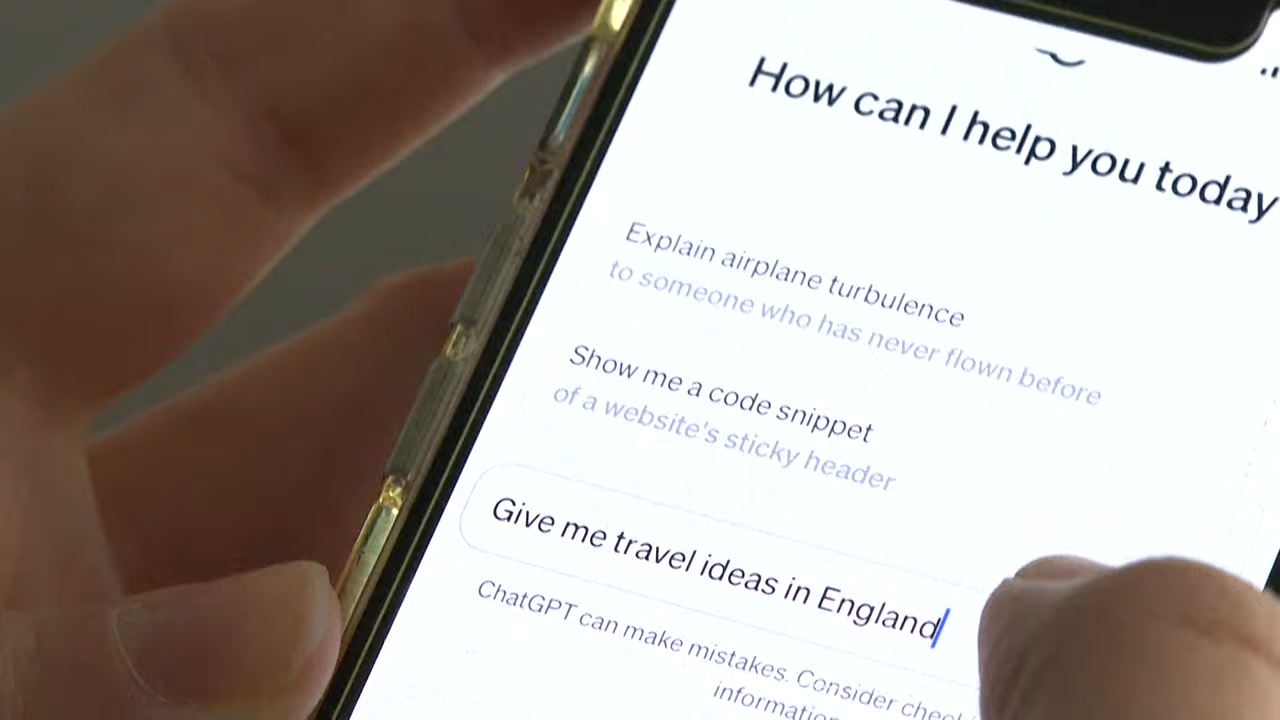 How can I help you today
Explain airplane turbulence
to someone who has never flown before
Show me a code snippet
of a website's sticky header
Give me travel ideas in England
ChatGPT can make mistakes. Consider